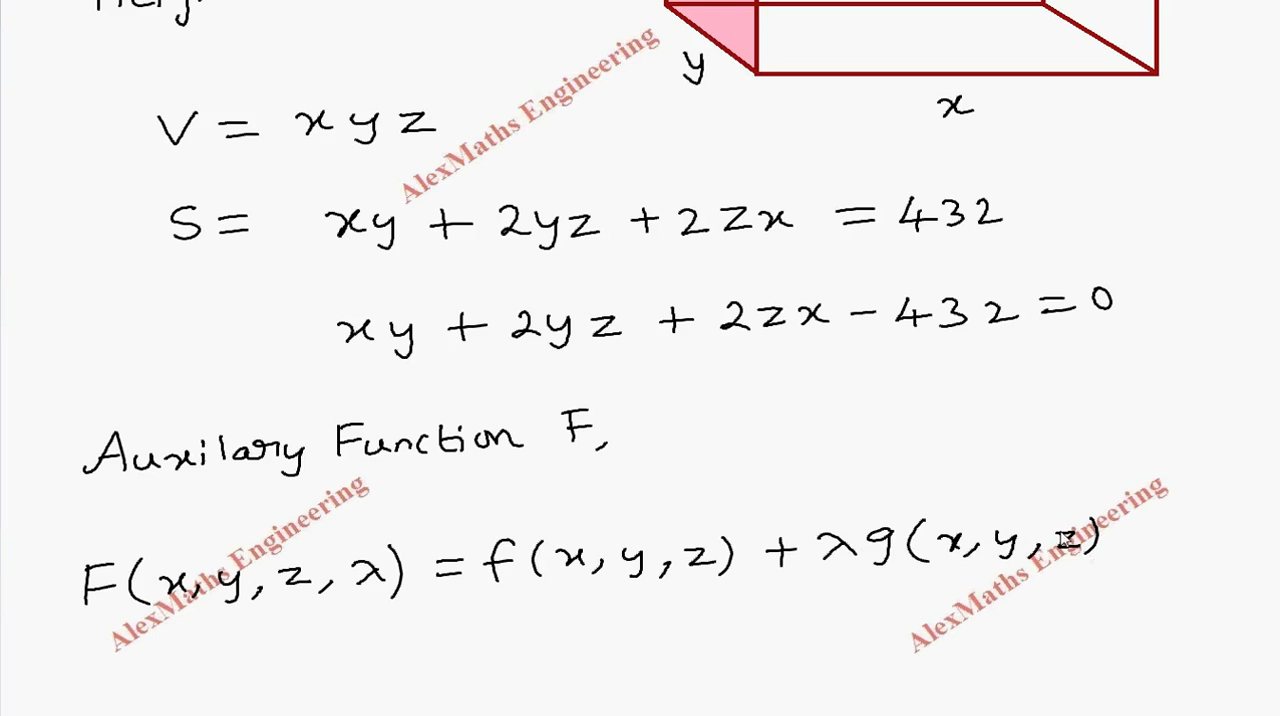 y
x
V = xyz
AlexMaths Engineering
S = xy + 2yz + 2zx = 432
xy + 2yz + 2zx - 432 = 0
Auxilary Function F,
F(x,y,z,λ) = f(x,y,z) + λg(x,y,z)
AlexMaths Engineering
AlexMaths Engineering